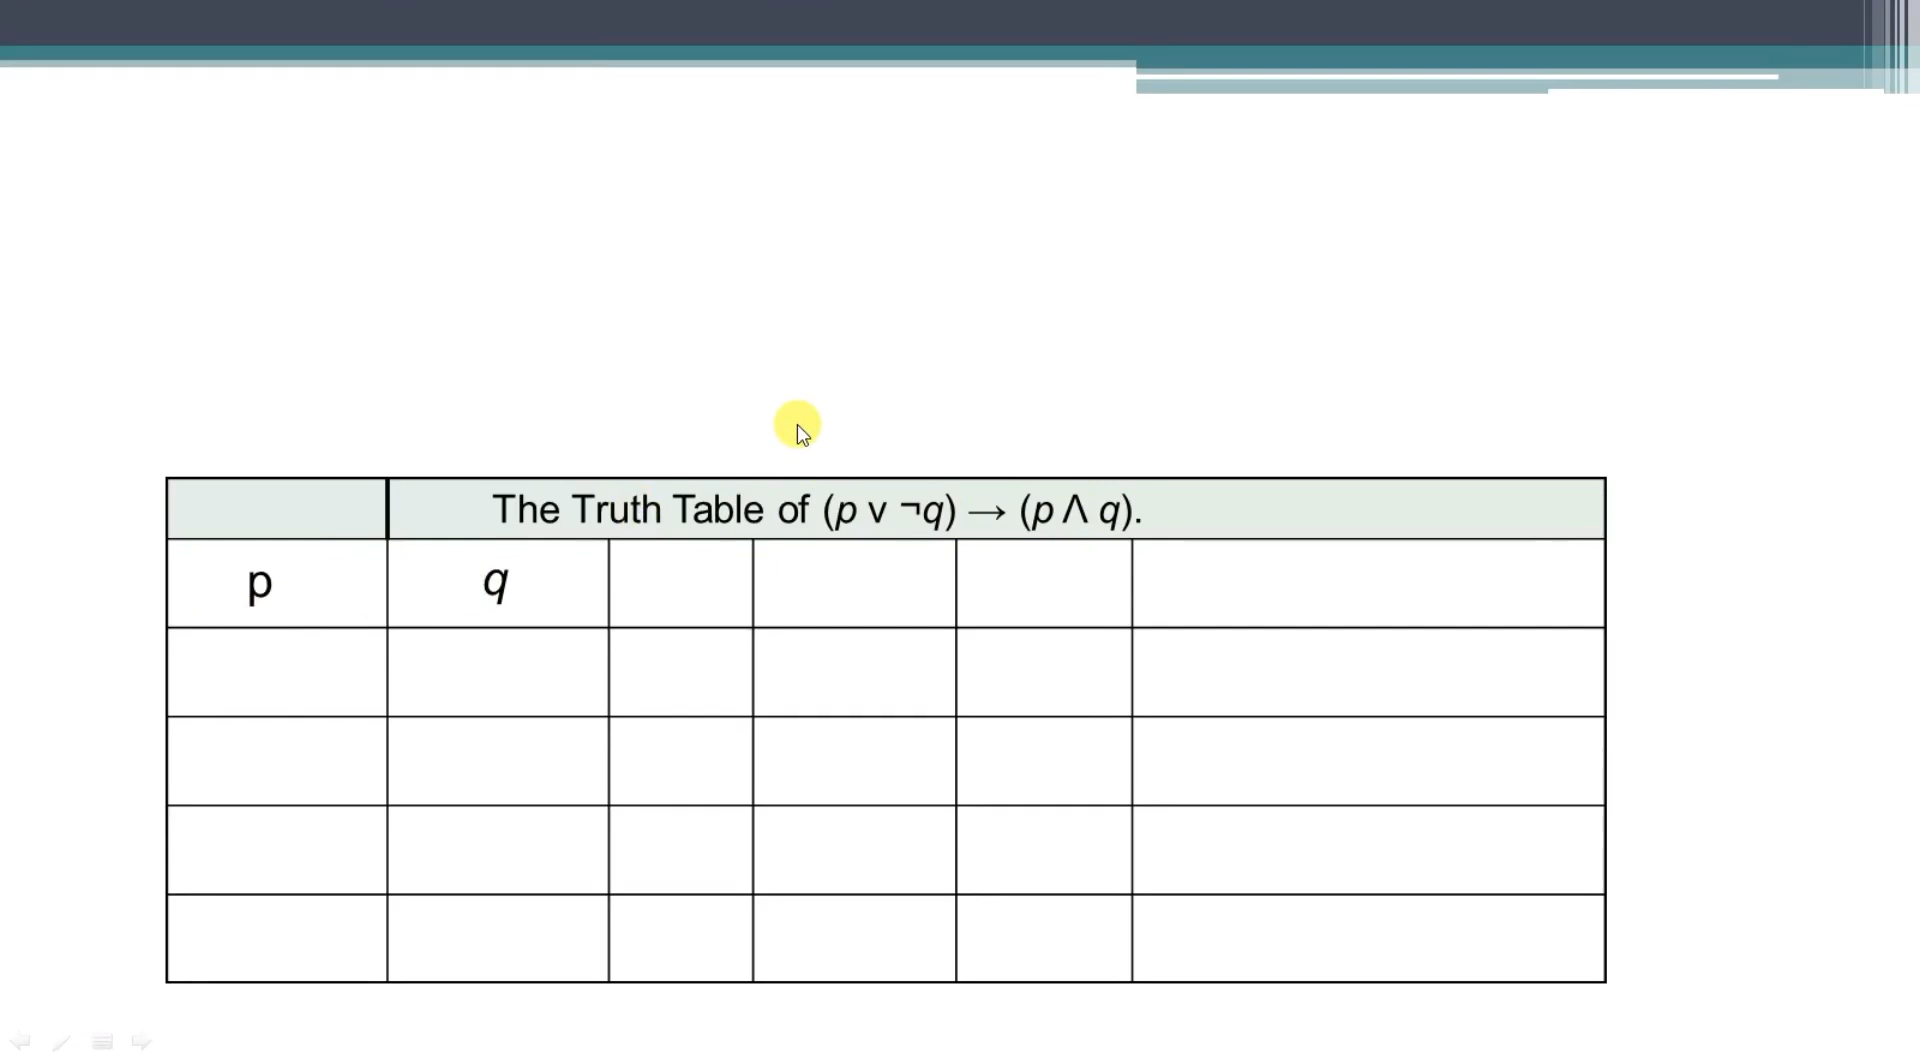 The Truth Table of (p ∨ ¬q) → (p Λ q).
p q